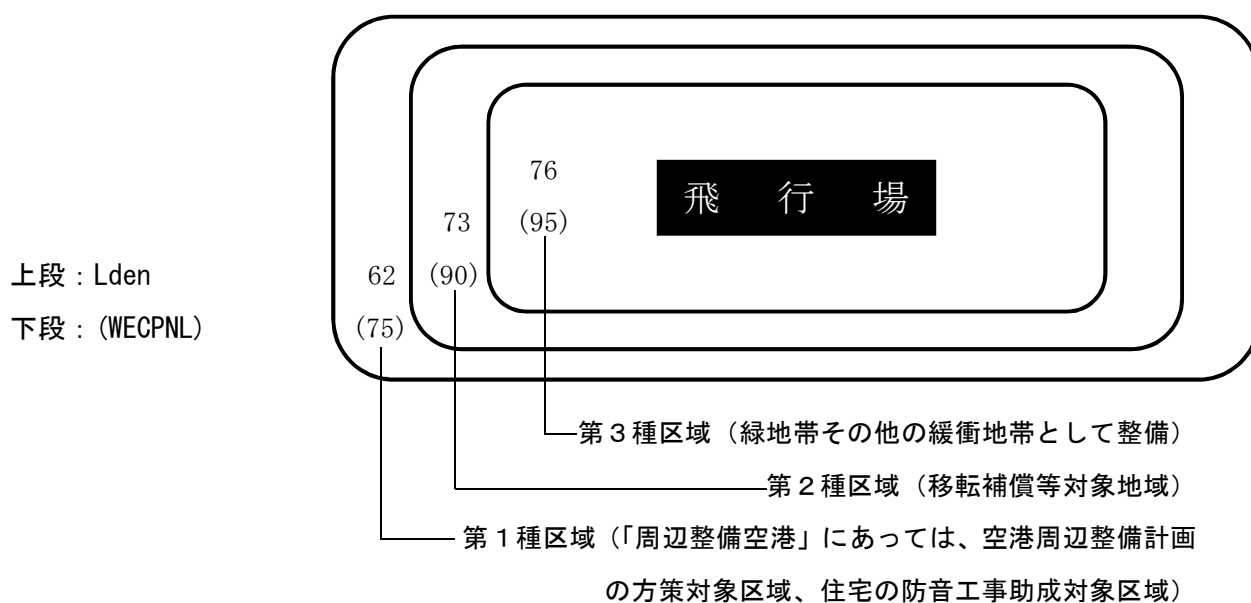 76
飛行場
73
(95)
上段：Lden
62
(90)
下段：(WECPNL)
(75)
第３種区域（緑地帯その他の緩衝地帯として整備）
第２種区域（移転補償等対象地域）
第１種区域（「周辺整備空港」にあっては、空港周辺整備計画
の方策対象区域、住宅の防音工事助成対象区域）